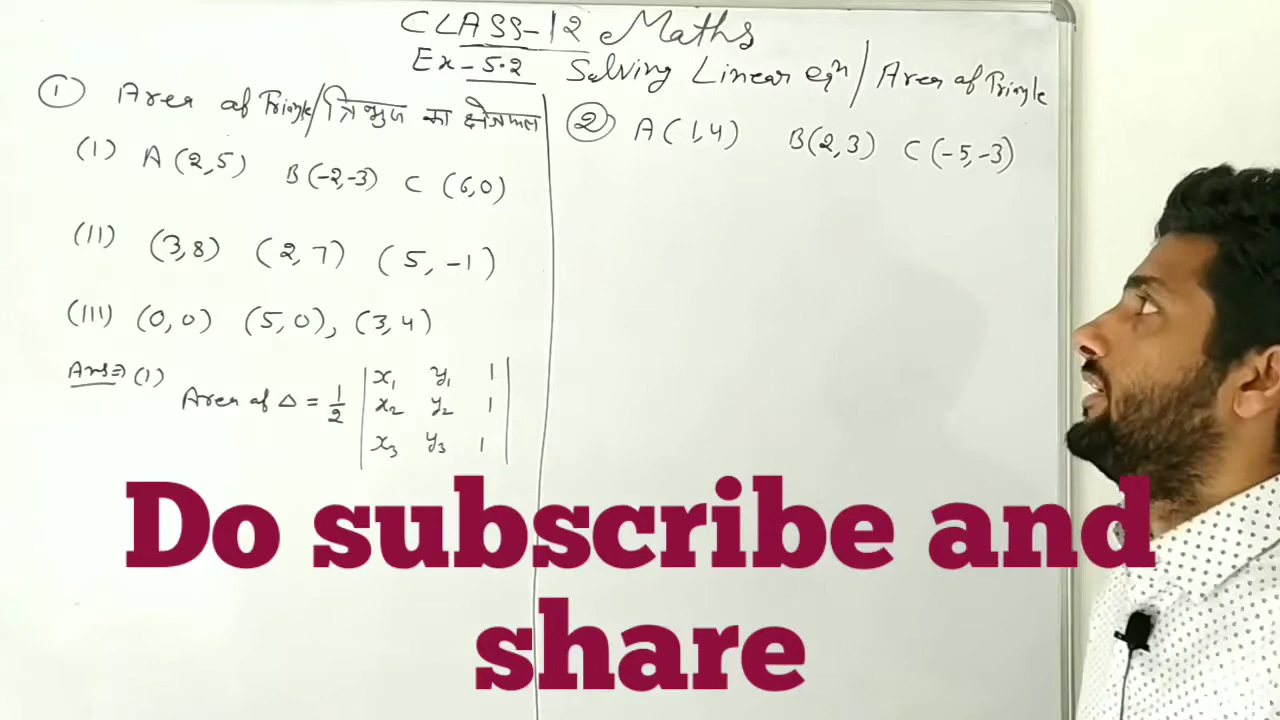 CLASS-12 Maths
Ex-5.2 Solving Linear eqn / Area of Triangle
① Area of Triangle/त्रिभुज का क्षेत्रफल
(I) A (2,5) B(-2,-3) C (6,0)
(II) (3,8) (2,7) (5,-1)
(III) (0,0) (5,0), (3,4)
Ans⇒ (1) Area of Δ = 1/2 | x₁ y₁ 1
x₂ y₂ 1
x₃ y₃ 1 |
② A(1,4) B(2,3) C(-5,-3)
Do subscribe and
share